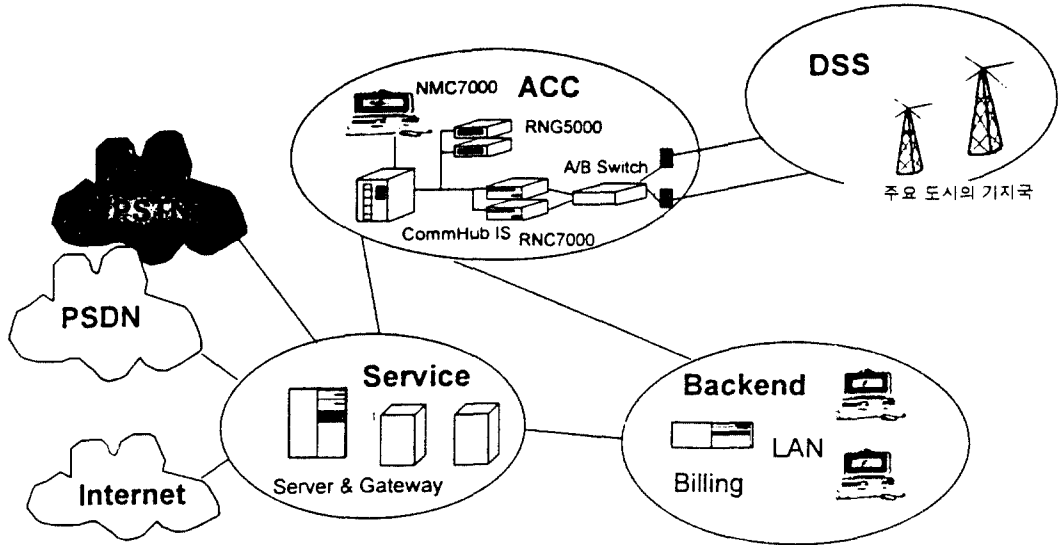 DSS
주요 도시의 기지국
NMC7000
ACC
RNG5000
A/B Switch
CommHub IS
RNC7000
PSTN
PSDN
Internet
Service
Server & Gateway
Backend
LAN
Billing